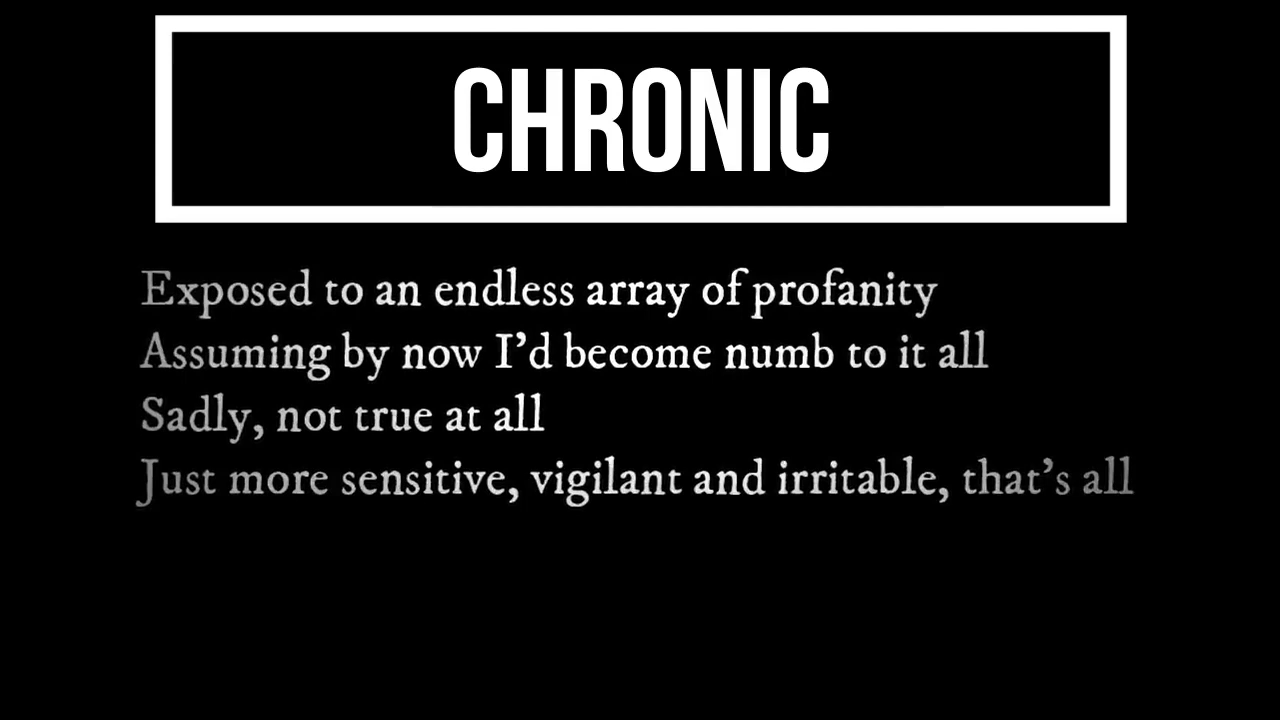 CHRONIC
Exposed to an endless array of profanity
Assuming by now I’d become numb to it all
Sadly, not true at all
Just more sensitive, vigilant and irritable, that’s all